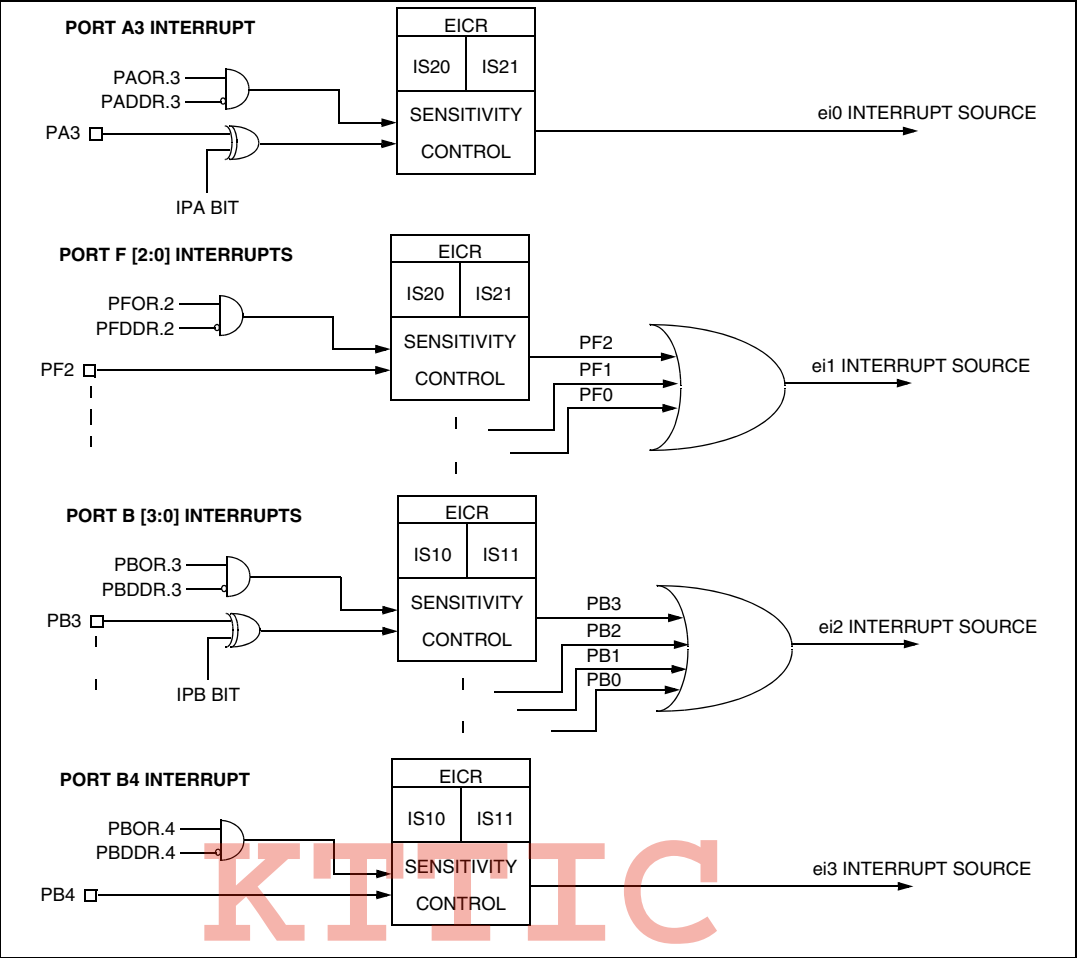 PORT A3 INTERRUPT
EICR
IS20 IS21
PAOR.3
PADDR.3
SENSITIVITY
CONTROL
PA3
IPA BIT
ei0 INTERRUPT SOURCE
PORT F [2:0] INTERRUPTS
EICR
IS20 IS21
PFOR.2
PFDDR.2
SENSITIVITY
CONTROL
PF2
PF2
PF1
PF0
ei1 INTERRUPT SOURCE
PORT B [3:0] INTERRUPTS
EICR
IS10 IS11
PBOR.3
PBDDR.3
SENSITIVITY
CONTROL
PB3
IPB BIT
PB3
PB2
PB1
PB0
ei2 INTERRUPT SOURCE
PORT B4 INTERRUPT
EICR
IS10 IS11
PBOR.4
PBDDR.4
SENSITIVITY
CONTROL
PB4
ei3 INTERRUPT SOURCE
KTTIC